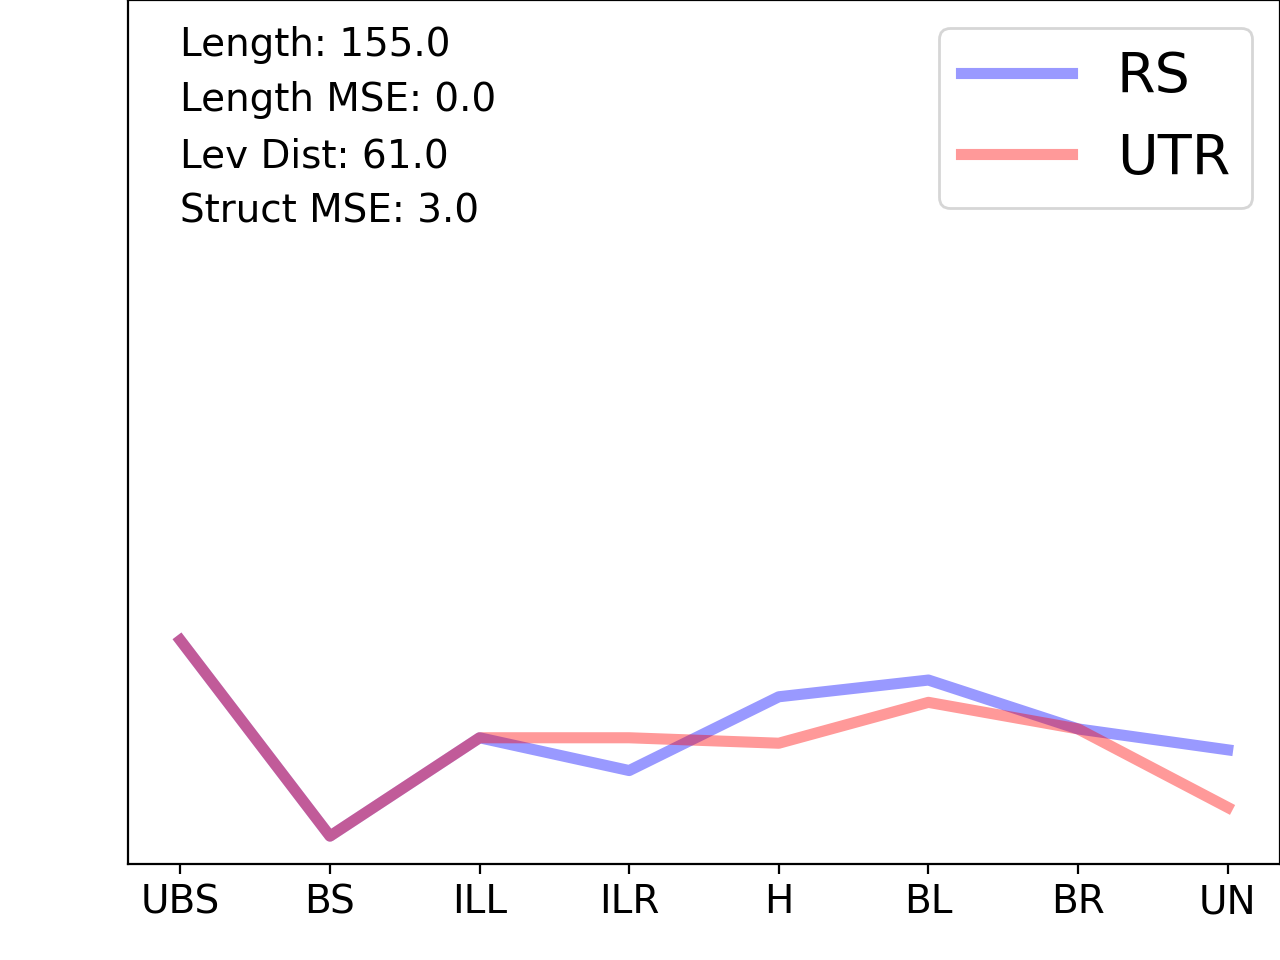 Length: 155.0
Length MSE: 0.0
Lev Dist: 61.0
Struct MSE: 3.0
RS
UTR
UBS BS ILL ILR H BL BR UN